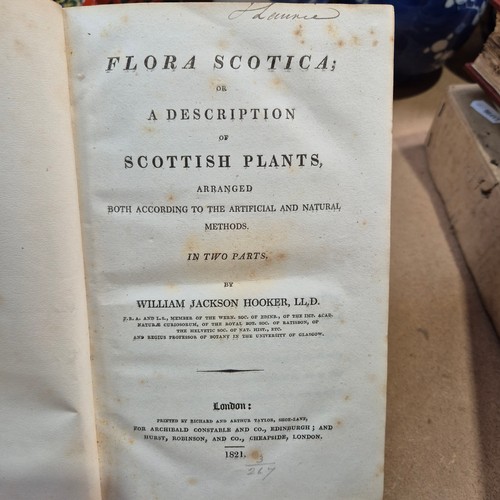 J Laurie
FLORA SCOTICA;
OR
A DESCRIPTION
OF
SCOTTISH PLANTS,
ARRANGED
BOTH ACCORDING TO THE ARTIFICIAL AND NATURAL
METHODS.
IN TWO PARTS,
BY
WILLIAM JACKSON HOOKER, LL.D.
F.R.A. AND L.S., MEMBER OF THE WERN. SOC. OF EDINB., OF THE IMP. ACAD.
NATURÆ CURIOSORUM, OF THE ROYAL BOT. SOC. OF RATISBON, OF
THE HELVETIC SOC. OF NAT. HIST., ETC.
AND REGIUS PROFESSOR OF BOTANY IN THE UNIVERSITY OF GLASGOW.
London:
PRINTED BY RICHARD AND ARTHUR TAYLOR, SHOE-LANE;
FOR ARCHIBALD CONSTABLE AND CO., EDINBURGH; AND
HURST, ROBINSON, AND CO., CHEAPSIDE, LONDON.
1821.
3
267